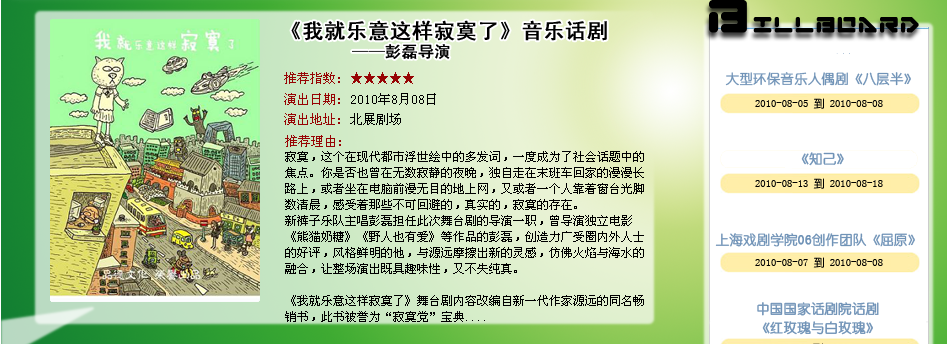 《我就乐意这样寂寞了》音乐话剧
——彭磊导演
我就乐意这样寂寞了
推荐指数：★★★★★
演出日期：2010年8月08日
演出地址：北展剧场
推荐理由：
寂寞，这个在现代都市浮世绘中的多发词，一度成为了社会话题中的
焦点。你是否也曾在无数寂静的夜晚，独自走在末班车回家的漫漫长
路上，或者坐在电脑前漫无目的地上网，又或者一个人靠着窗台光脚
数清晨，感受着那些不可回避的，真实的，寂寞的存在。
新裤子乐队主唱彭磊担任此次舞台剧的导演一职，曾导演独立电影
《熊猫奶糖》《野人也有爱》等作品的彭磊，创造力广受圈内外人士
的好评，风格鲜明的他，与源远摩擦出新的灵感，仿佛火焰与海水的
融合，让整场演出既具趣味性，又不失纯真。
《我就乐意这样寂寞了》舞台剧内容改编自新一代作家源远的同名畅
销书，此书被誉为“寂寞党”宝典....
BILLBOARD
大型环保音乐人偶剧《八层半》
2010-08-05 到 2010-08-08
《知己》
2010-08-13 到 2010-08-18
上海戏剧学院06创作团队《屈原》
2010-08-07 到 2010-08-08
中国国家话剧院话剧
《红玫瑰与白玫瑰》